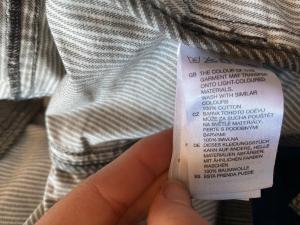 GB THE COLOUR OF THIS
GARMENT MAY TRANSFER
ONTO LIGHT-COLOURED
MATERIALS.
WASH WITH SIMILAR
COLOURS
100% COTTON
CZ BARVA TOHOTO ODĚVU
MŮŽE ZA SUCHA POUŠTĚT
NA SVĚTLÉ MATERIÁLY.
PERTE S PODOBNÝMI
BARVAMI
100% BAVLNA
DE DIESES KLEIDUNGSSTÜCK
KANN AUF ANDERE, HELLE
MATERIALIEN ABFÄRBEN.
MIT ÄHNLICHEN FARBEN
WASCHEN
100% BAUMWOLLE
ES ESTA PRENDA PUEDE